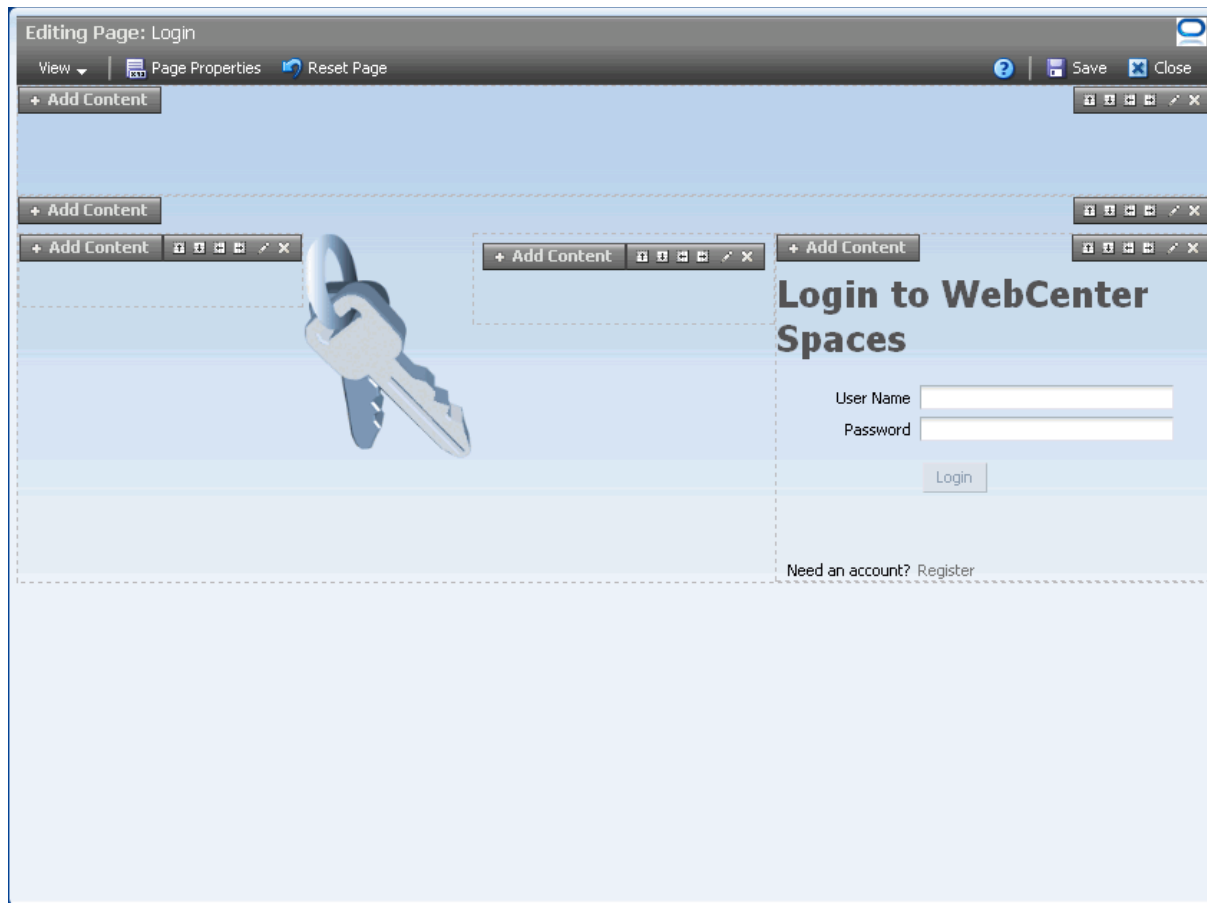 Editing Page: Login
View Page Properties Reset Page Save Close
+ Add Content
+ Add Content
+ Add Content + Add Content + Add Content
Login to WebCenter
Spaces
User Name
Password
Login
Need an account? Register